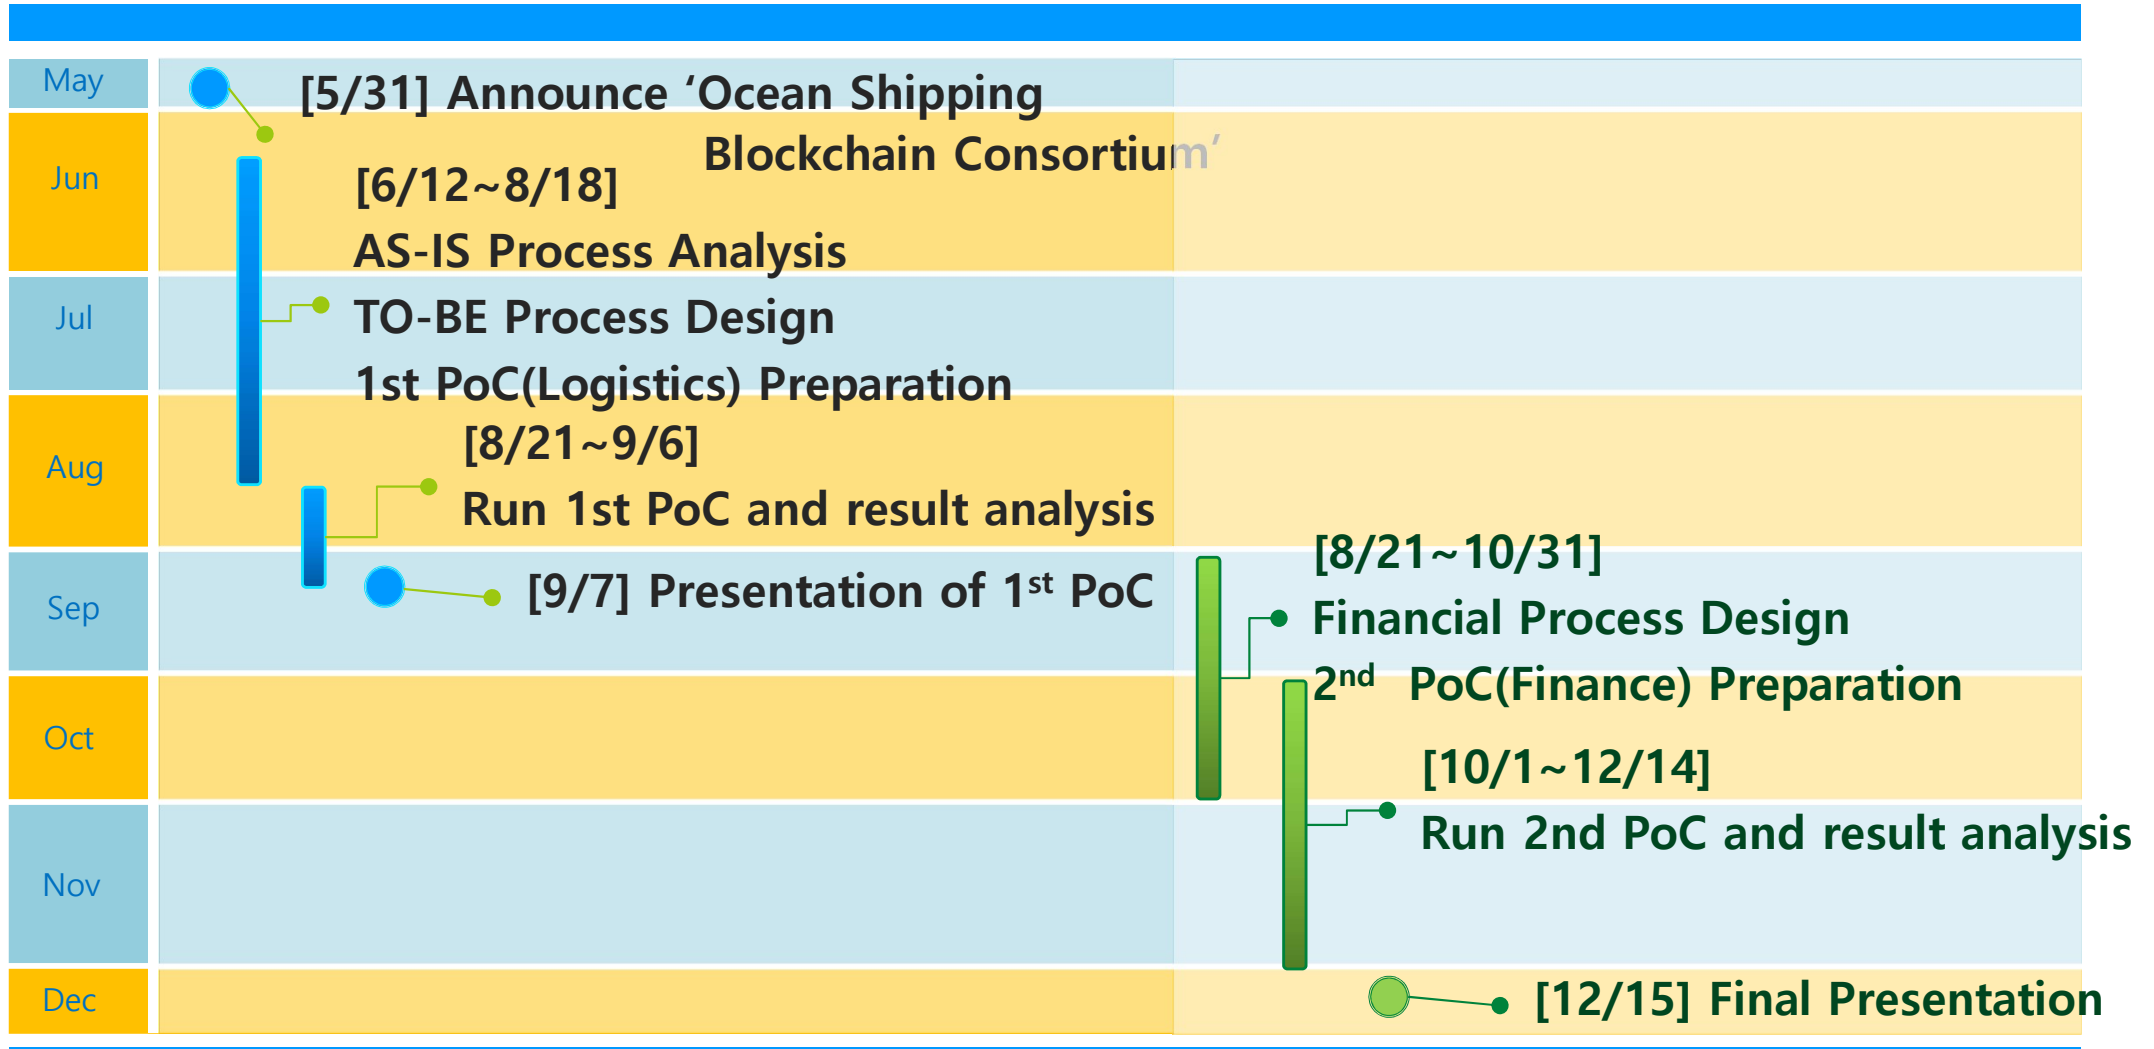 May
[5/31] Announce ‘Ocean Shipping
Blockchain Consortium’
Jun
[6/12~8/18]
AS-IS Process Analysis
Jul
TO-BE Process Design
1st PoC(Logistics) Preparation
Aug
[8/21~9/6]
Run 1st PoC and result analysis
Sep
[9/7] Presentation of 1st PoC
[8/21~10/31]
Financial Process Design
2nd PoC(Finance) Preparation
Oct
[10/1~12/14]
Run 2nd PoC and result analysis
Nov
Dec
[12/15] Final Presentation